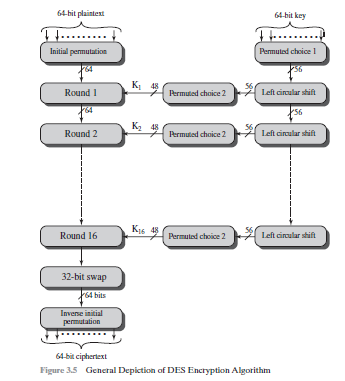 64-bit plaintext 64-bit key
Initial permutation Permuted choice 1
64 56
Round 1 K1 48 Permuted choice 2 56 Left circular shift
64 56
Round 2 K2 48 Permuted choice 2 56 Left circular shift
Round 16 K16 48 Permuted choice 2 56 Left circular shift
32-bit swap
64 bits
Inverse initial
permutation
64-bit ciphertext
Figure 3.5 General Depiction of DES Encryption Algorithm